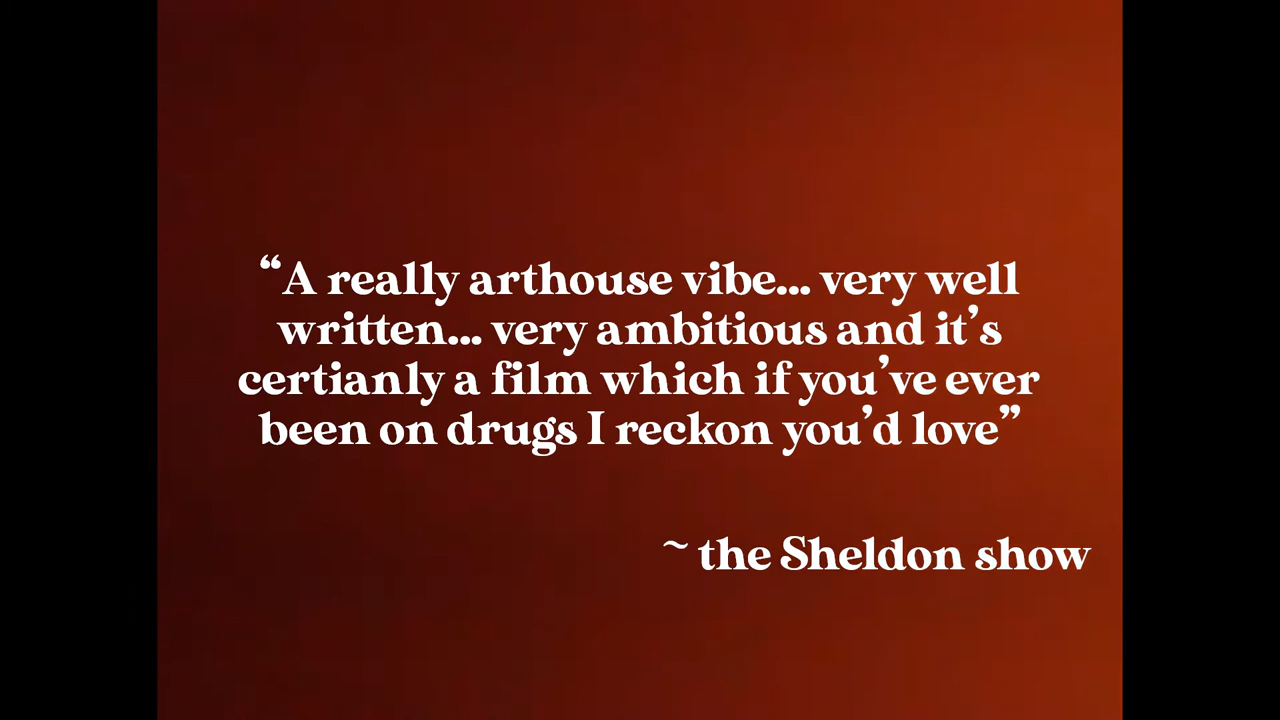 “A really arthouse vibe... very well
written... very ambitious and it’s
certianly a film which if you’ve ever
been on drugs I reckon you’d love”
~ the Sheldon show